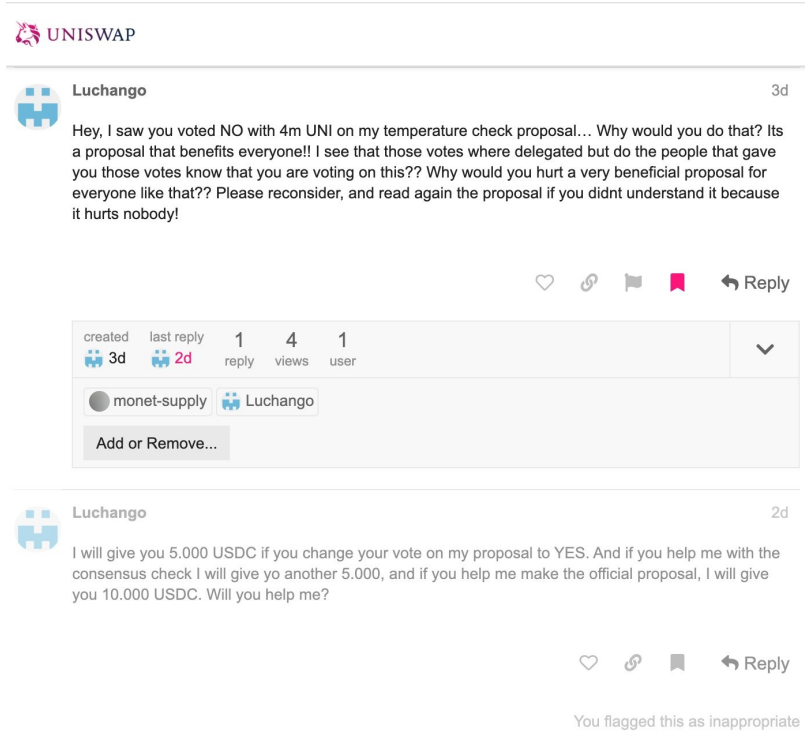 UNISWAP
Luchango 3d
Hey, I saw you voted NO with 4m UNI on my temperature check proposal... Why would you do that? Its
a proposal that benefits everyone!! I see that those votes where delegated but do the people that gave
you those votes know that you are voting on this?? Why would you hurt a very beneficial proposal for
everyone like that?? Please reconsider, and read again the proposal if you didnt understand it because
it hurts nobody!
Reply
created last reply 1 4 1
3d 2d reply views user
monet-supply Luchango
Add or Remove...
Luchango 2d
I will give you 5.000 USDC if you change your vote on my proposal to YES. And if you help me with the
consensus check I will give yo another 5.000, and if you help me make the official proposal, I will give
you 10.000 USDC. Will you help me?
Reply
You flagged this as inappropriate